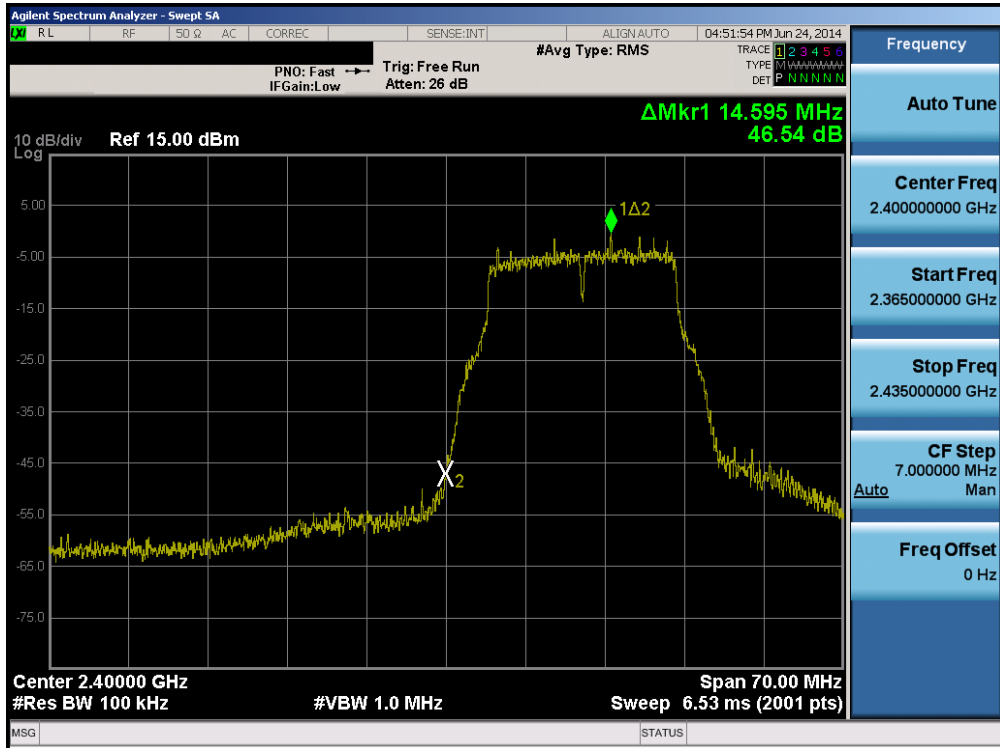 Agilent Spectrum Analyzer - Swept SA
LXI RL RF 50 Ω AC CORREC SENSE:INT ALIGN AUTO 04:51:54 PM Jun 24, 2014
PNO: Fast
IFGain:Low
Trig: Free Run
Atten: 26 dB
#Avg Type: RMS
TRACE 1 2 3 4 5 6
TYPE M WWWWW
DET P N N N N N
ΔMkr1 14.595 MHz
46.54 dB
10 dB/div Ref 15.00 dBm
Log
5.00
-5.00
-15.0
-25.0
-35.0
-45.0
-55.0
-65.0
-75.0
1Δ2
2
Center 2.40000 GHz Span 70.00 MHz
#Res BW 100 kHz #VBW 1.0 MHz Sweep 6.53 ms (2001 pts)
MSG STATUS
Frequency
Auto Tune
Center Freq
2.400000000 GHz
Start Freq
2.365000000 GHz
Stop Freq
2.435000000 GHz
CF Step
7.000000 MHz
Auto Man
Freq Offset
0 Hz